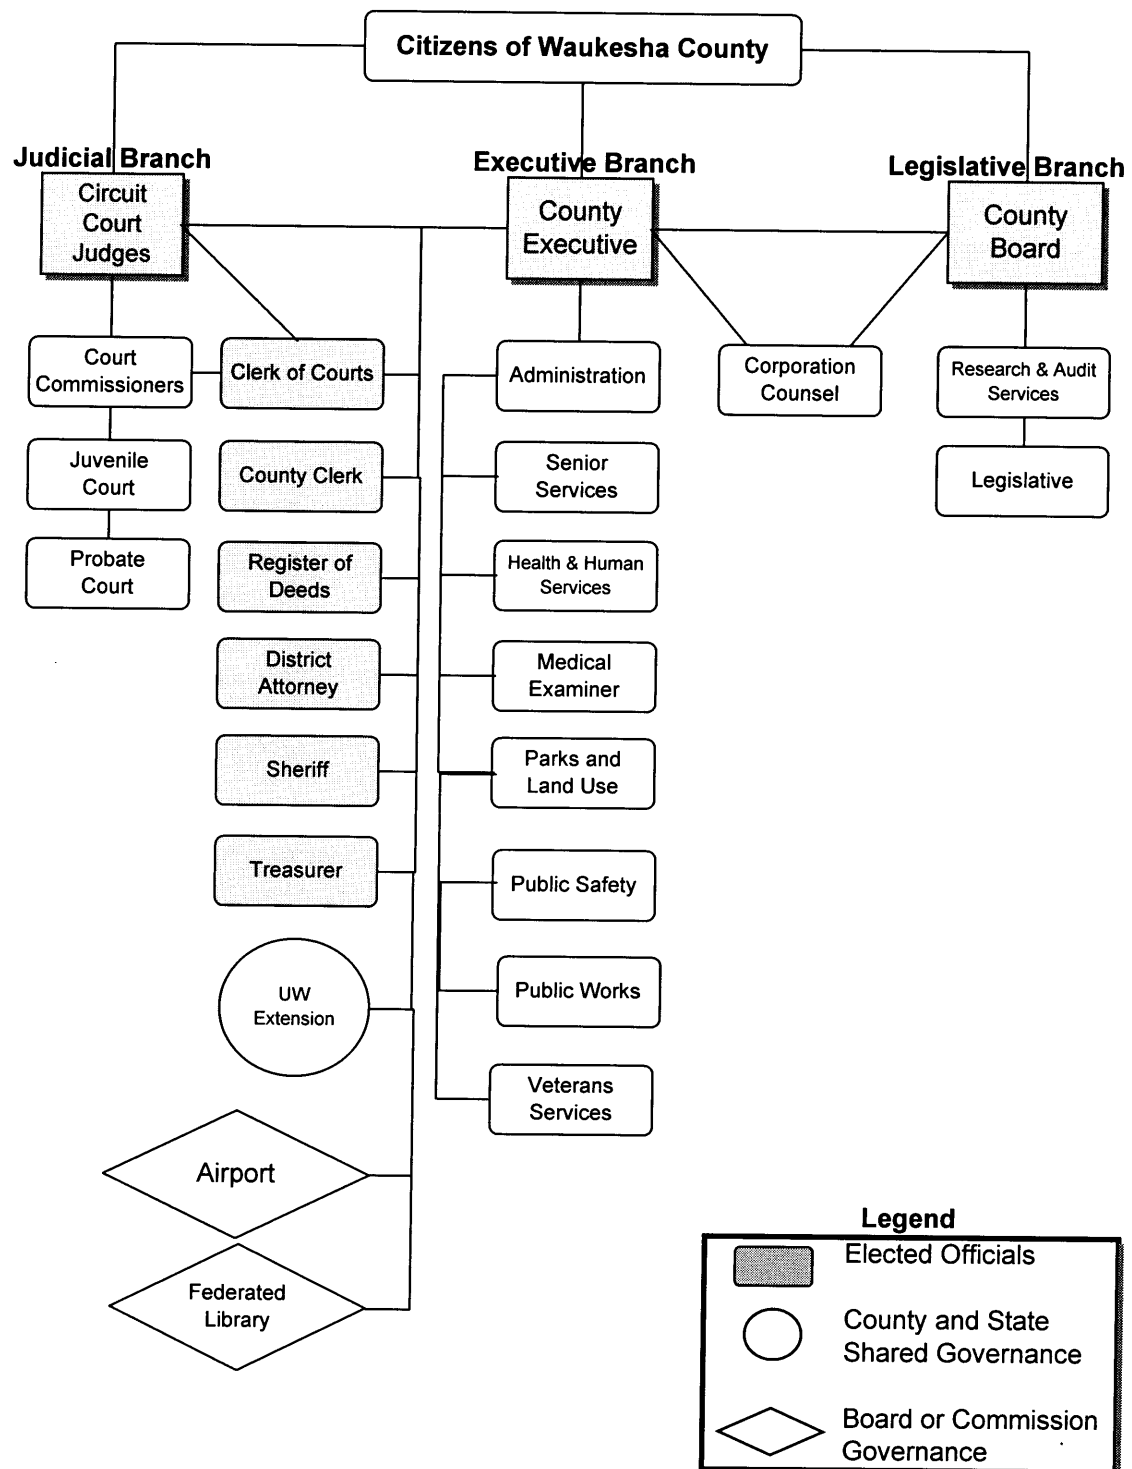 Citizens of Waukesha County
Judicial Branch
Executive Branch
Legislative Branch
Circuit
Court
Judges
County
Executive
County
Board
Court
Commissioners
Clerk of Courts
Administration
Corporation
Counsel
Research & Audit
Services
Juvenile
Court
County Clerk
Senior
Services
Legislative
Probate
Court
Register of
Deeds
Health & Human
Services
District
Attorney
Medical
Examiner
Sheriff
Parks and
Land Use
Treasurer
Public Safety
UW
Extension
Public Works
Veterans
Services
Airport
Federated
Library
Legend
Elected Officials
County and State
Shared Governance
Board or Commission
Governance